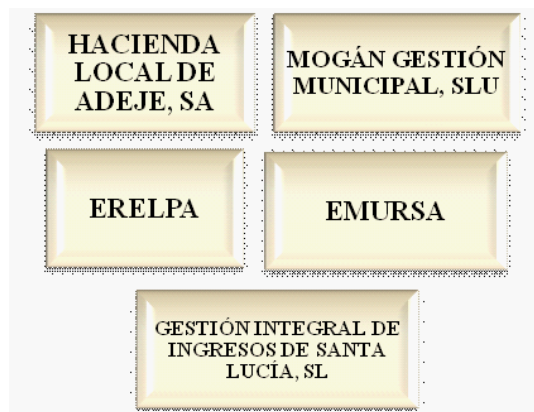 HACIENDA
LOCAL DE
ADEJE, SA
MOGÁN GESTIÓN
MUNICIPAL, SLU
ERELPA
EMURSA
GESTIÓN INTEGRAL DE
INGRESOS DE SANTA
LUCÍA, SL